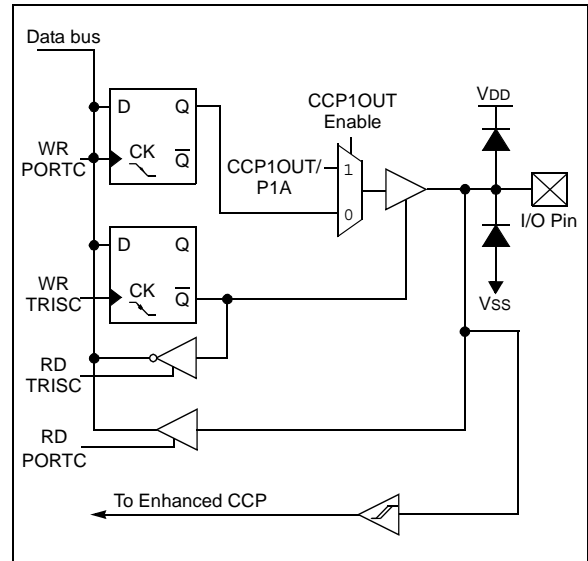 Data bus
D
Q
CK
Q
WR
PORTC
CCP1OUT
Enable
CCP1OUT/
P1A
1
0
VDD
I/O Pin
VSS
D
Q
CK
Q
WR
TRISC
RD
TRISC
RD
PORTC
To Enhanced CCP